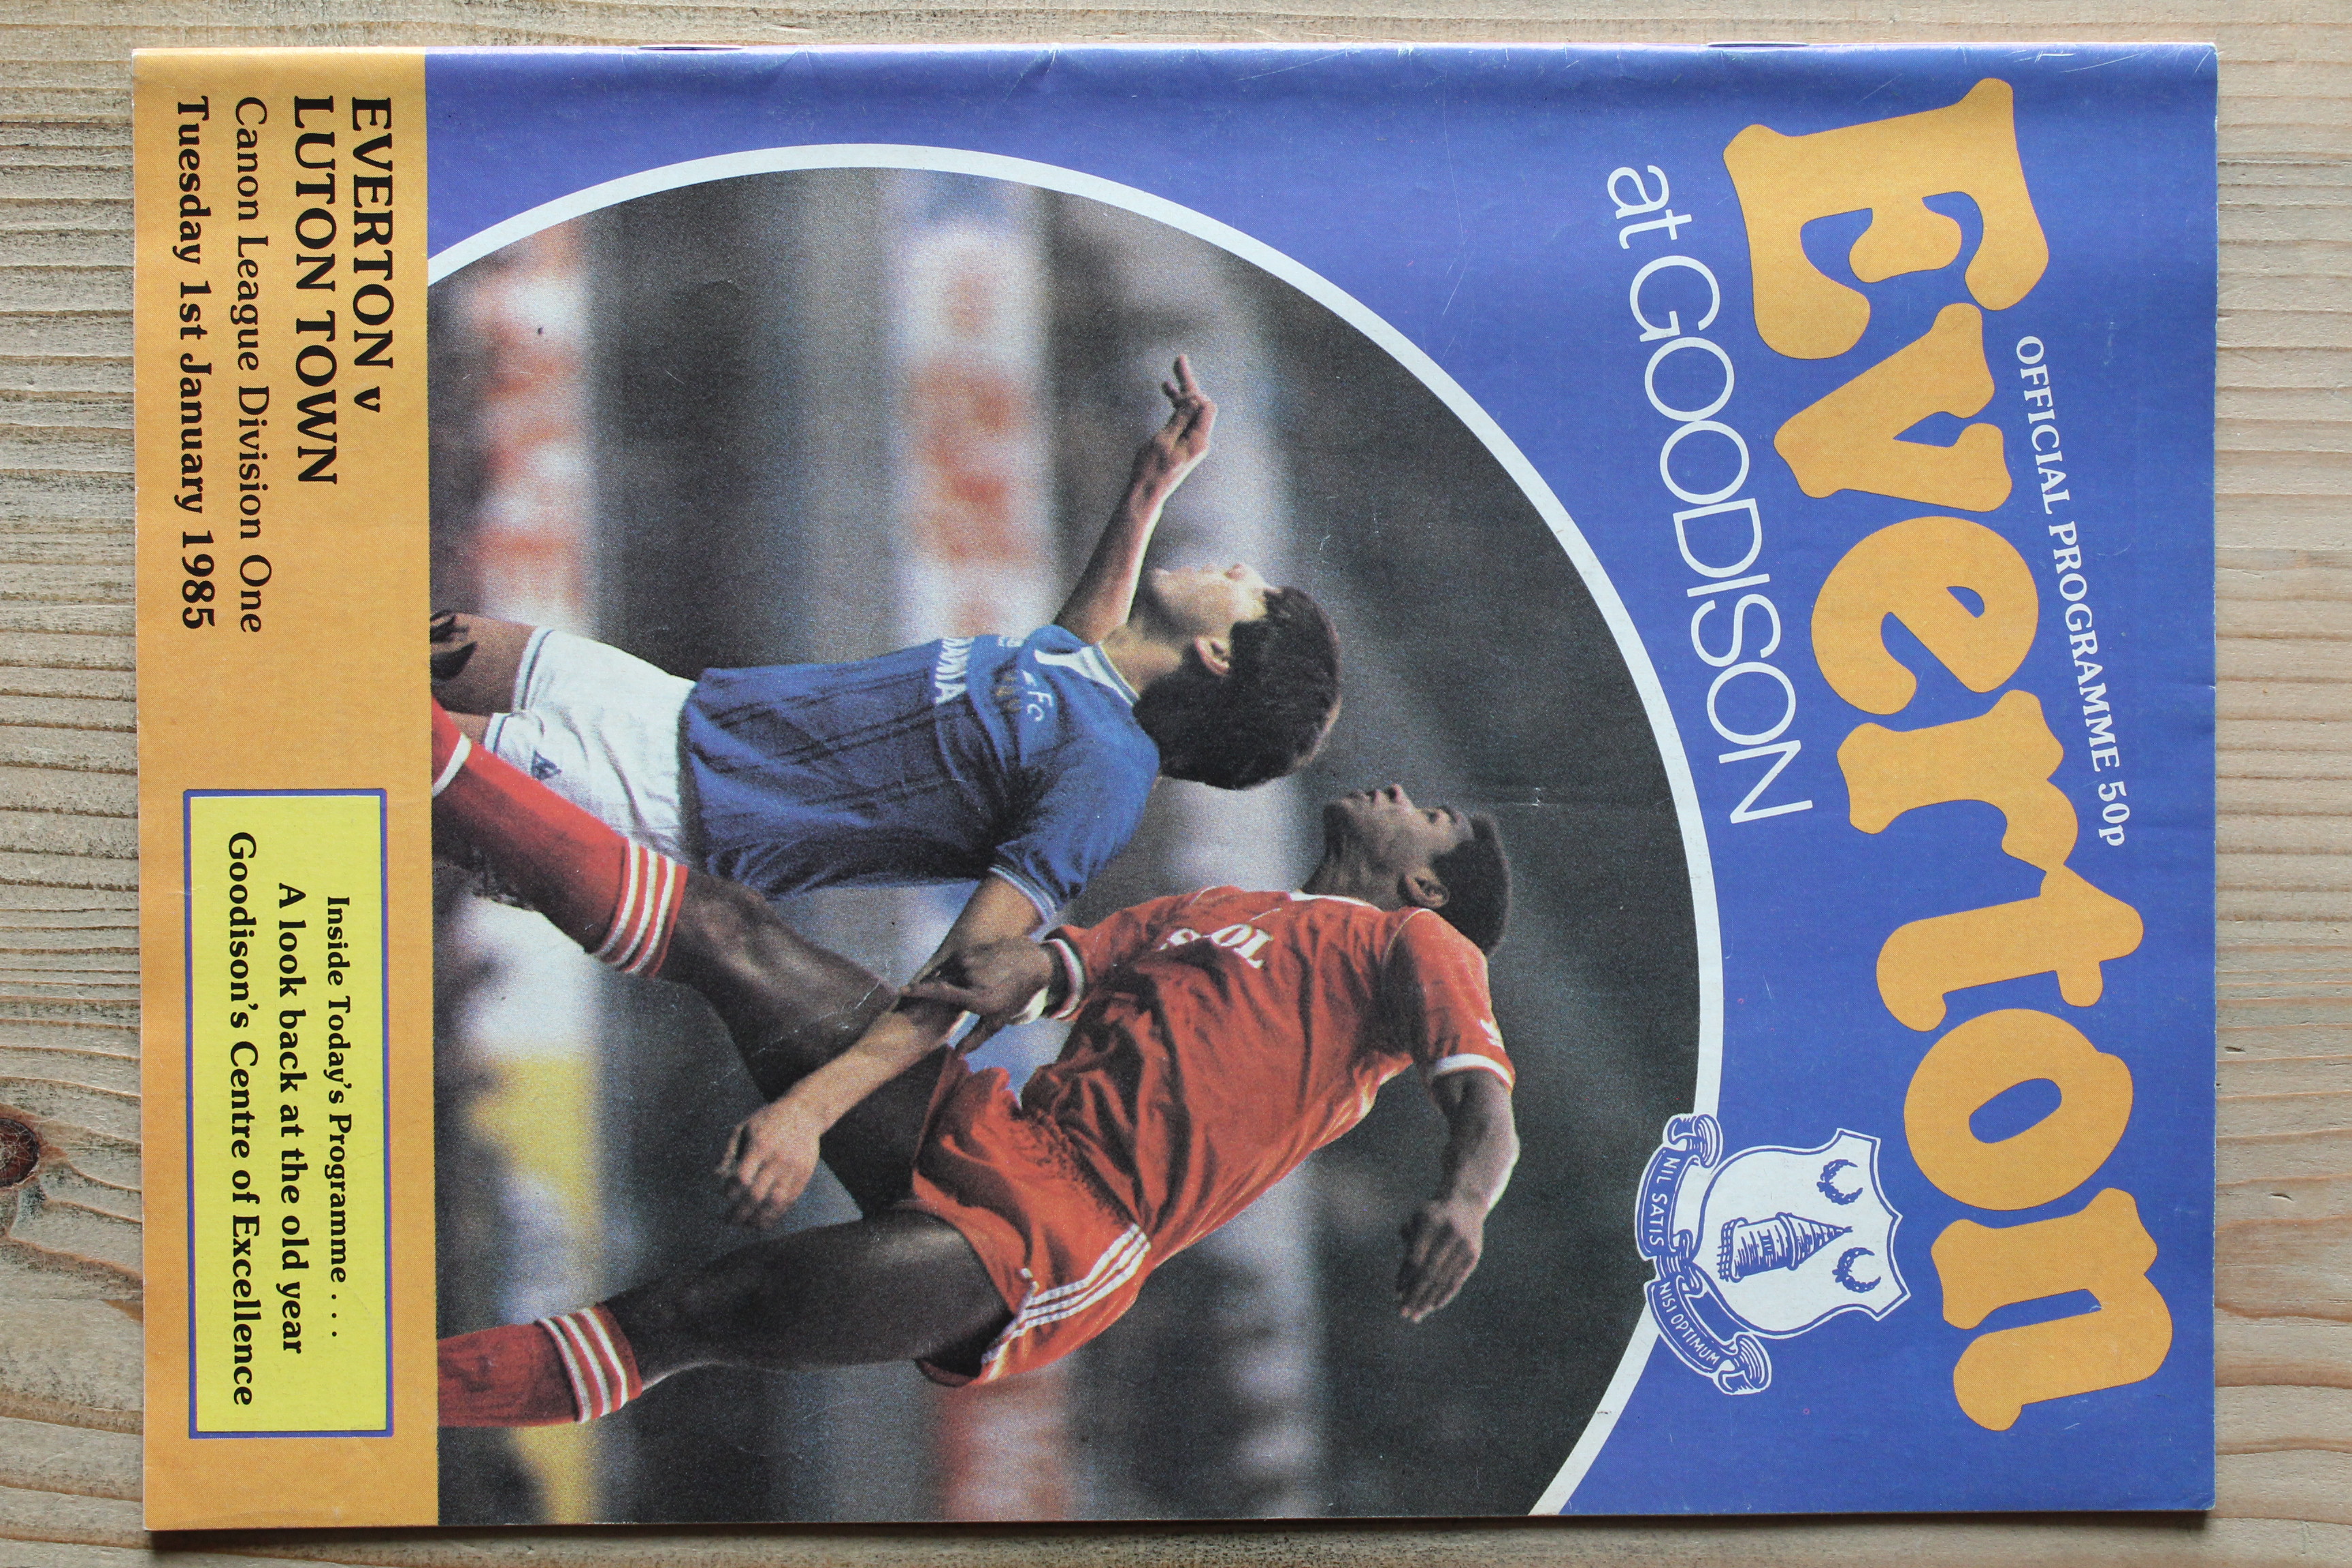 OFFICIAL PROGRAMME 50p
Everton
at GOODISON
NIL SATIS
NISI OPTIMUM
EVERTON v
LUTON TOWN
Canon League Division One
Tuesday 1st January 1985
Inside Today's Programme . . .
A look back at the old year
Goodison's Centre of Excellence